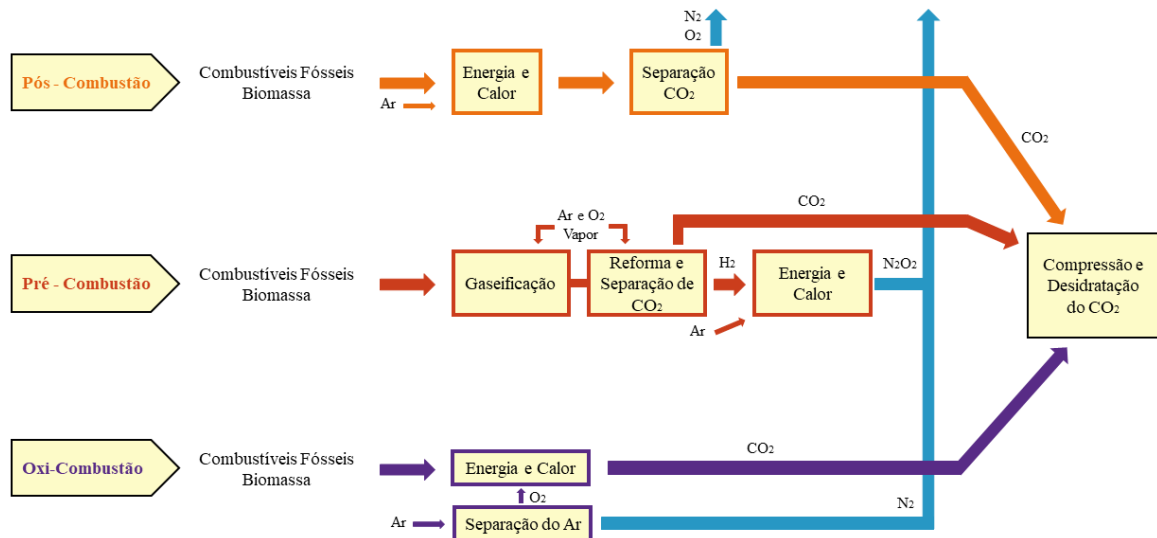 N2
O2
Pós - Combustão
Combustíveis Fósseis
Biomassa
Ar
Energia e
Calor
Separação
CO2
CO2
Pré - Combustão
Combustíveis Fósseis
Biomassa
Ar e O2
Vapor
Gaseificação
Reforma e
Separação de
CO2
CO2
H2
Ar
Energia e
Calor
N2O2
Compressão e
Desidratação
do CO2
Oxi-Combustão
Combustíveis Fósseis
Biomassa
Energia e Calor
CO2
O2
Ar
Separação do Ar
N2